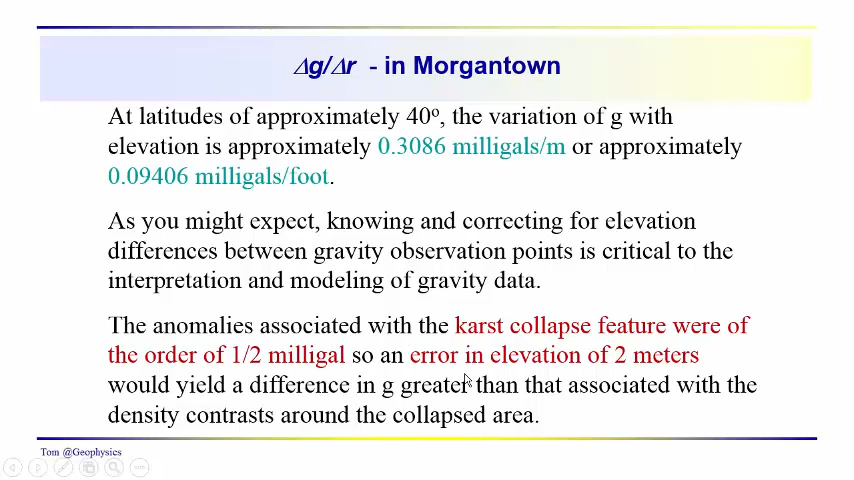 Δg/Δr - in Morgantown
At latitudes of approximately 40º, the variation of g with
elevation is approximately 0.3086 milligals/m or approximately
0.09406 milligals/foot.
As you might expect, knowing and correcting for elevation
differences between gravity observation points is critical to the
interpretation and modeling of gravity data.
The anomalies associated with the karst collapse feature were of
the order of 1/2 milligal so an error in elevation of 2 meters
would yield a difference in g greater than that associated with the
density contrasts around the collapsed area.
Tom @Geophysics